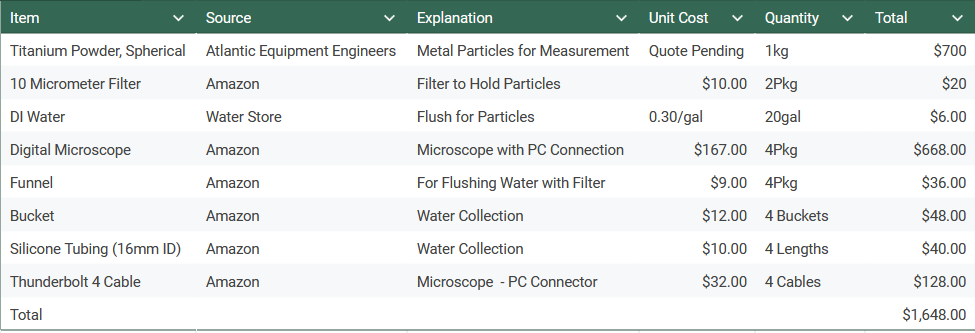 Item Source Explanation Unit Cost Quantity Total
Titanium Powder, Spherical Atlantic Equipment Engineers Metal Particles for Measurement Quote Pending 1kg $700
10 Micrometer Filter Amazon Filter to Hold Particles $10.00 2Pkg $20
DI Water Water Store Flush for Particles 0.30/gal 20gal $6.00
Digital Microscope Amazon Microscope with PC Connection $167.00 4Pkg $668.00
Funnel Amazon For Flushing Water with Filter $9.00 4Pkg $36.00
Bucket Amazon Water Collection $12.00 4 Buckets $48.00
Silicone Tubing (16mm ID) Amazon Water Collection $10.00 4 Lengths $40.00
Thunderbolt 4 Cable Amazon Microscope - PC Connector $32.00 4 Cables $128.00
Total $1,648.00